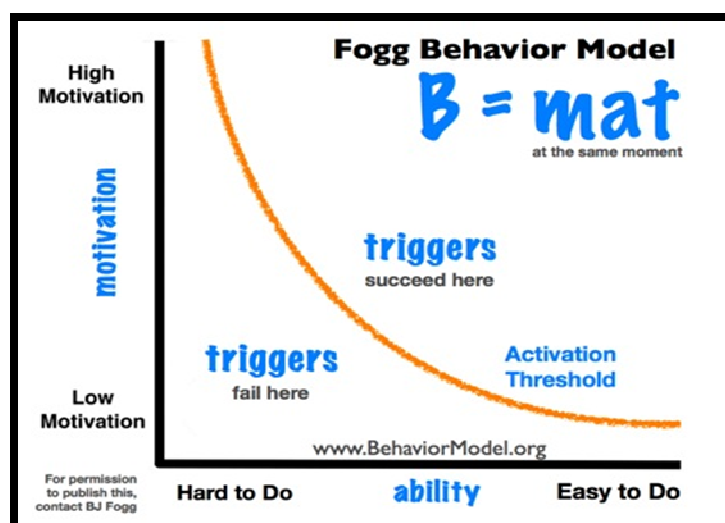 Fogg Behavior Model
B = mat
at the same moment
High
Motivation
motivation
triggers
succeed here
triggers
fail here
Activation
Threshold
Low
Motivation
www.BehaviorModel.org
For permission
to publish this,
contact BJ Fogg
Hard to Do
ability
Easy to Do